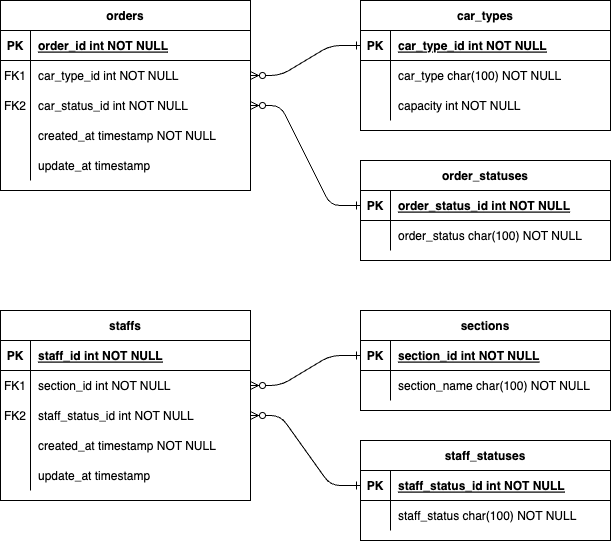 orders
PK order_id int NOT NULL
FK1 car_type_id int NOT NULL
FK2 car_status_id int NOT NULL
created_at timestamp NOT NULL
update_at timestamp
car_types
PK car_type_id int NOT NULL
car_type char(100) NOT NULL
capacity int NOT NULL
order_statuses
PK order_status_id int NOT NULL
order_status char(100) NOT NULL
staffs
PK staff_id int NOT NULL
FK1 section_id int NOT NULL
FK2 staff_status_id int NOT NULL
created_at timestamp NOT NULL
update_at timestamp
sections
PK section_id int NOT NULL
section_name char(100) NOT NULL
staff_statuses
PK staff_status_id int NOT NULL
staff_status char(100) NOT NULL